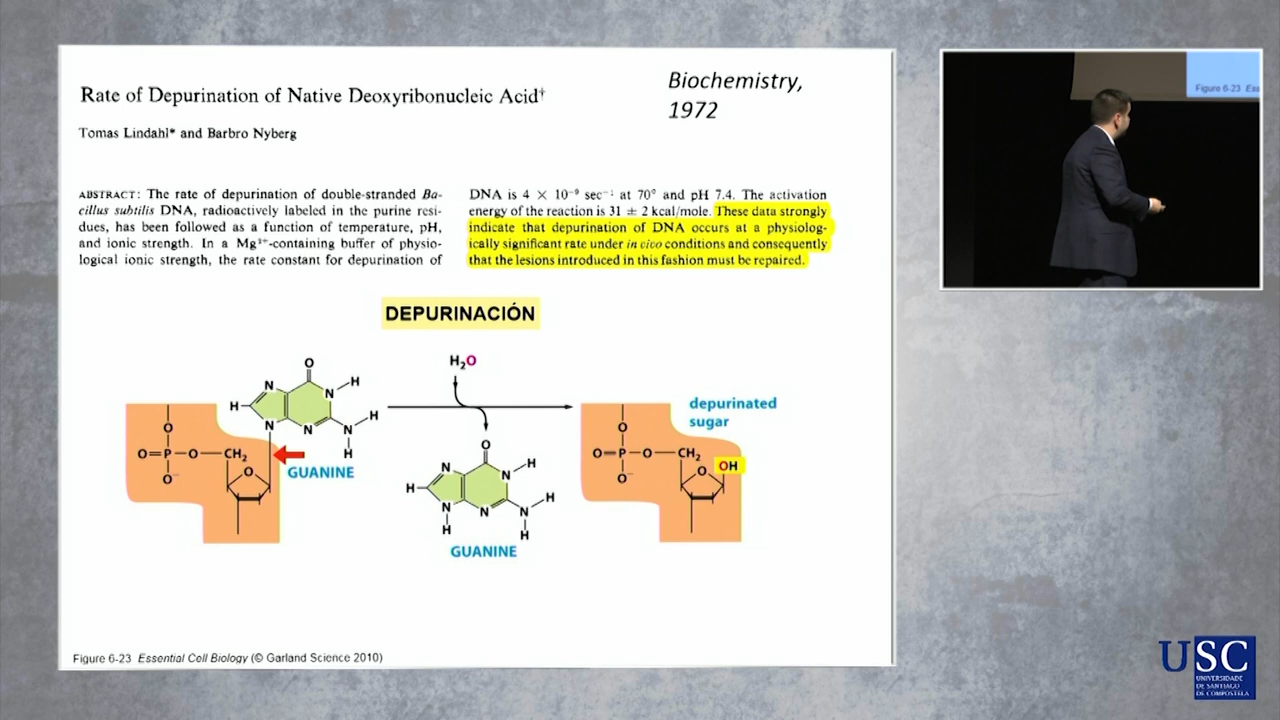 Rate of Depurination of Native Deoxyribonucleic Acid†
Biochemistry,
1972
Tomas Lindahl* and Barbro Nyberg
ABSTRACT: The rate of depurination of double-stranded Ba-
cillus subtilis DNA, radioactively labeled in the purine resi-
dues, has been followed as a function of temperature, pH,
and ionic strength. In a Mg²⁺-containing buffer of physio-
logical ionic strength, the rate constant for depurination of
DNA is 4 × 10⁻⁹ sec⁻¹ at 70° and pH 7.4. The activation
energy of the reaction is 31 ± 2 kcal/mole. These data strongly
indicate that depurination of DNA occurs at a physiolog-
ically significant rate under in vivo conditions and consequently
that the lesions introduced in this fashion must be repaired.
DEPURINACIÓN
O
N
N
H
H
N
N
N
H
H
GUANINE
O
O
P
O
CH₂
O⁻
O
H₂O
O
N
N
H
H
N
N
N
H
H
H
GUANINE
depurinated
sugar
O
O
P
O
CH₂
O⁻
O
OH
Figure 6-23 Essential Cell Biology (© Garland Science 2010)
Figure 6-23 Ess
USC
UNIVERSIDADE
DE SANTIAGO
DE COMPOSTELA